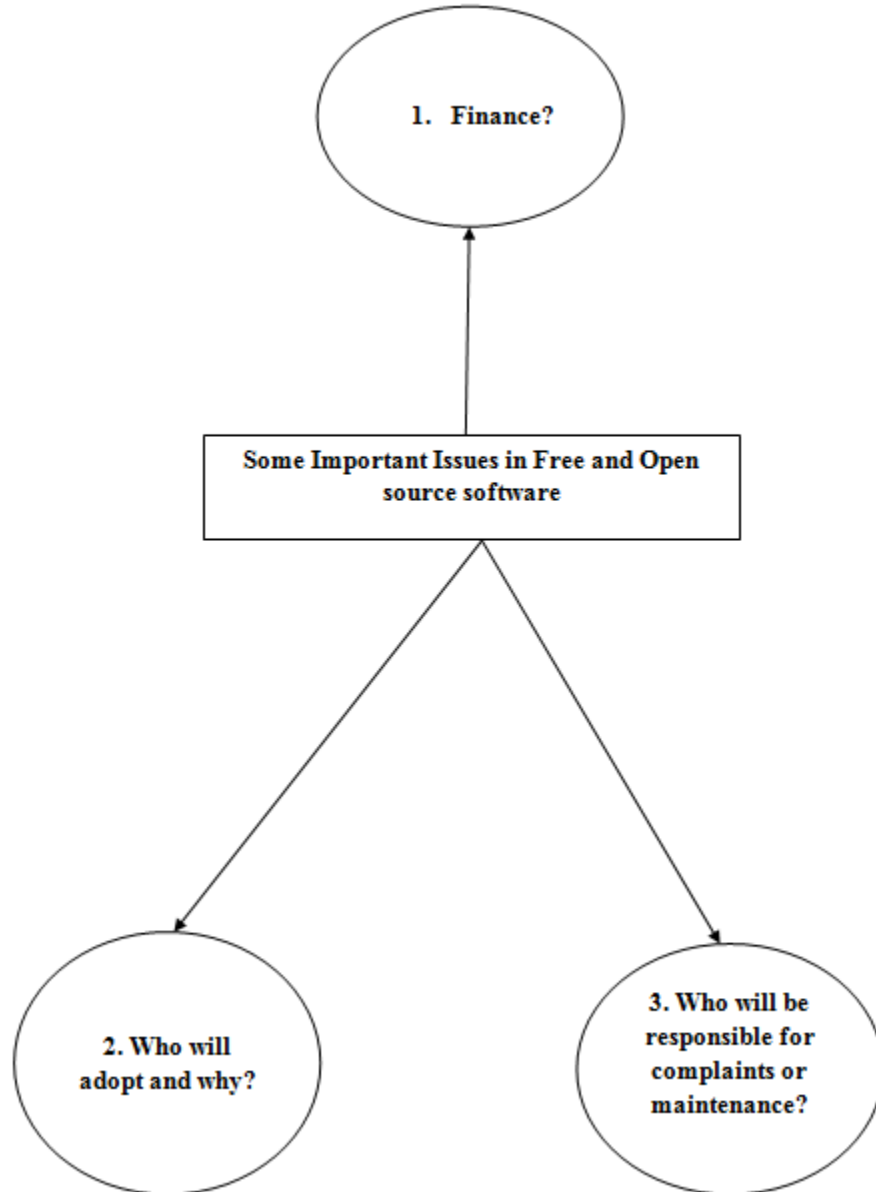 1. Finance?
Some Important Issues in Free and Open
source software
2. Who will
adopt and why?
3. Who will be
responsible for
complaints or
maintenance?